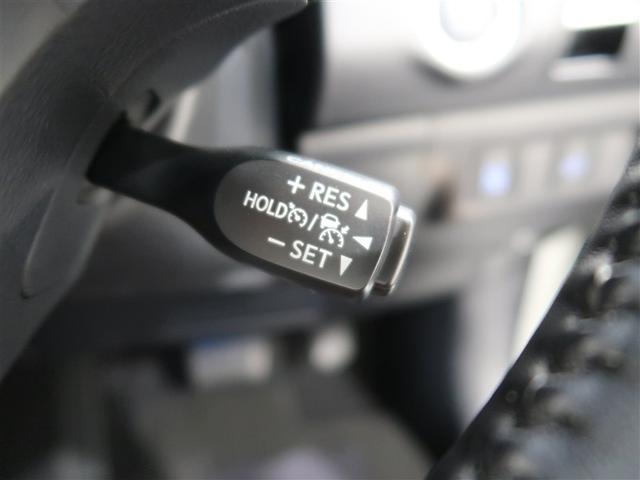 + RES ▲
HOLD / ◀
− SET ▼